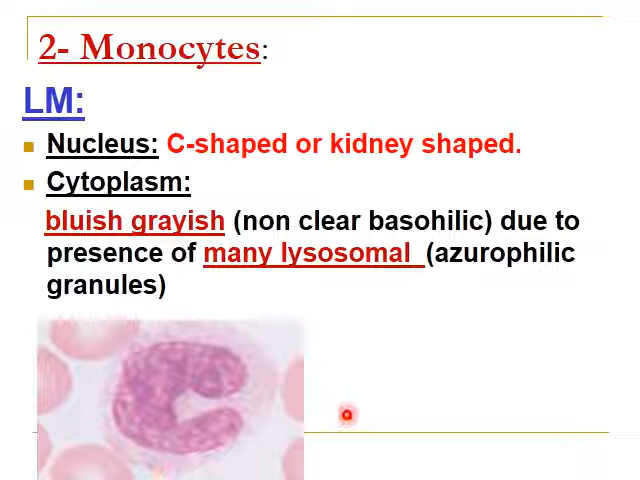 2- Monocytes:
LM:
Nucleus: C-shaped or kidney shaped.
Cytoplasm:
bluish grayish (non clear basohilic) due to
presence of many lysosomal (azurophilic
granules)